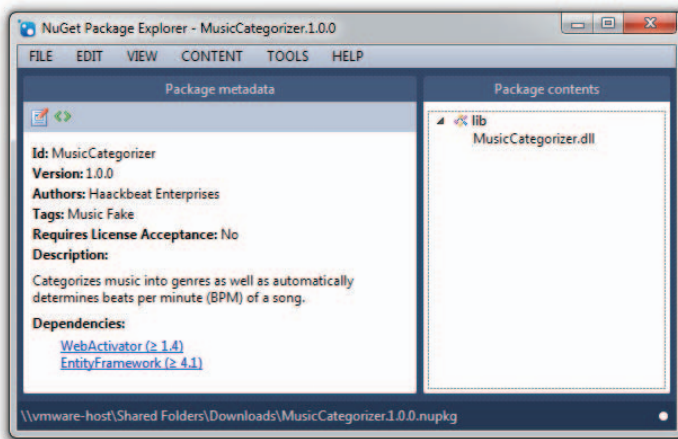 NuGet Package Explorer - MusicCategorizer.1.0.0
FILE EDIT VIEW CONTENT TOOLS HELP
Package metadata
Id: MusicCategorizer
Version: 1.0.0
Authors: Haackbeat Enterprises
Tags: Music Fake
Requires License Acceptance: No
Description:
Categorizes music into genres as well as automatically
determines beats per minute (BPM) of a song.
Dependencies:
WebActivator (≥ 1.4)
EntityFramework (≥ 4.1)
Package contents
lib
MusicCategorizer.dll
\\vmware-host\Shared Folders\Downloads\MusicCategorizer.1.0.0.nupkg